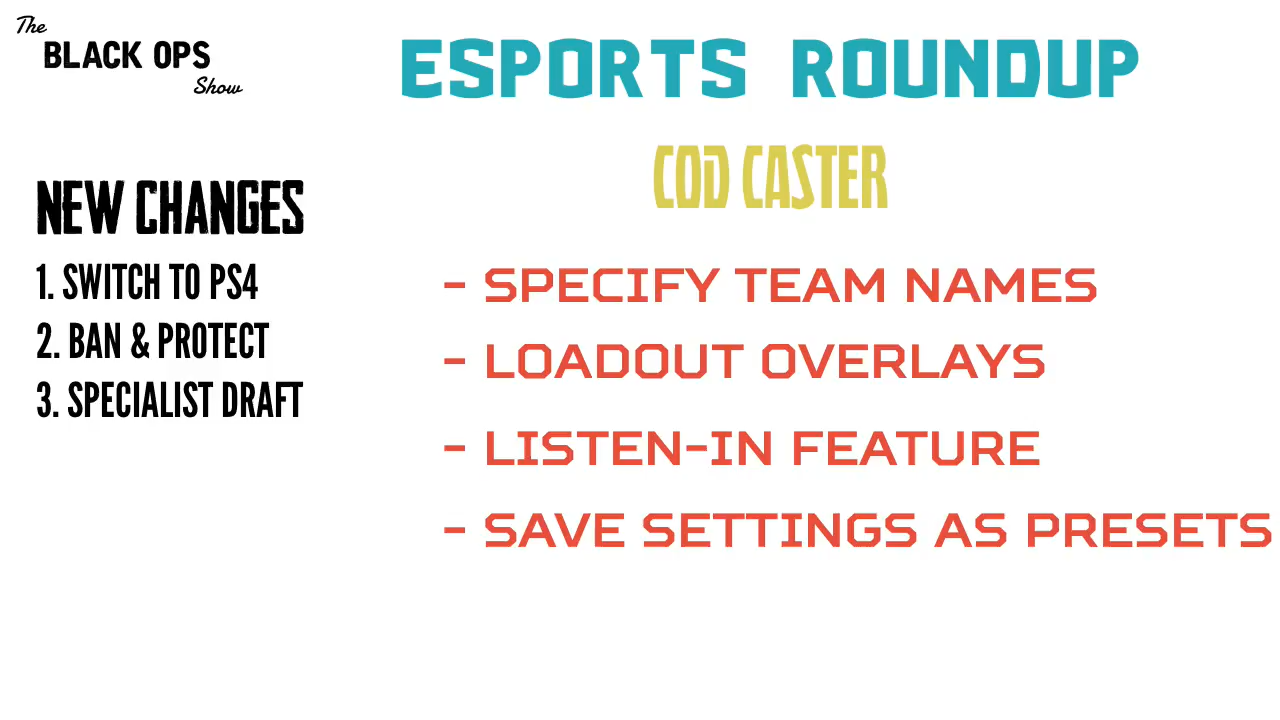 The
BLACK OPS
Show
ESPORTS ROUNDUP
COD CASTER
NEW CHANGES
1. SWITCH TO PS4
2. BAN & PROTECT
3. SPECIALIST DRAFT
- SPECIFY TEAM NAMES
- LOADOUT OVERLAYS
- LISTEN-IN FEATURE
- SAVE SETTINGS AS PRESETS